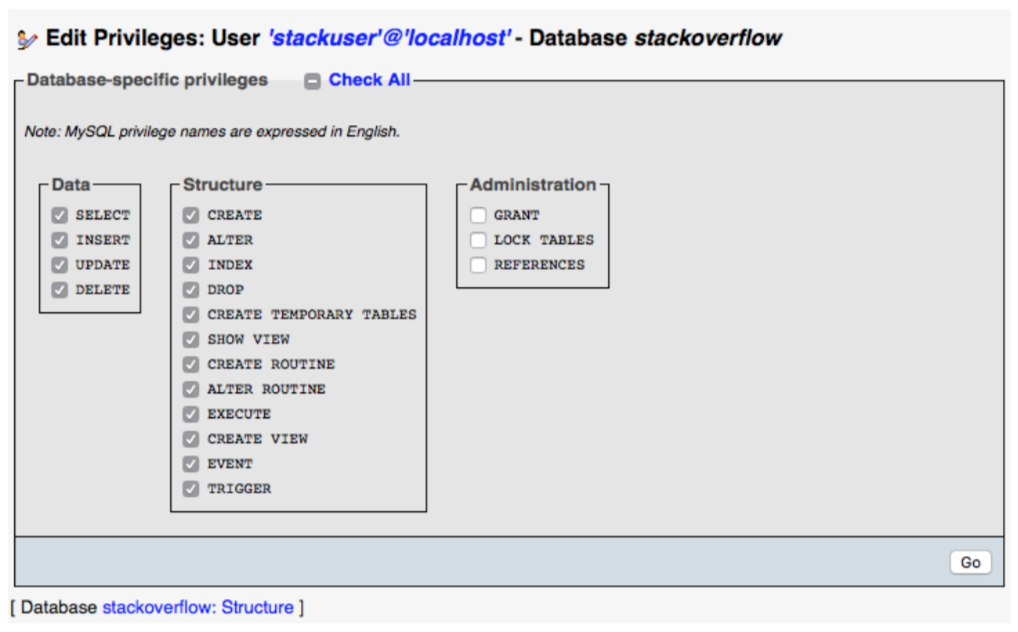 Edit Privileges: User 'stackuser'@'localhost' - Database stackoverflow
Database-specific privileges Check All
Note: MySQL privilege names are expressed in English.
Data
SELECT
INSERT
UPDATE
DELETE
Structure
CREATE
ALTER
INDEX
DROP
CREATE TEMPORARY TABLES
SHOW VIEW
CREATE ROUTINE
ALTER ROUTINE
EXECUTE
CREATE VIEW
EVENT
TRIGGER
Administration
GRANT
LOCK TABLES
REFERENCES
Go
[ Database stackoverflow: Structure ]